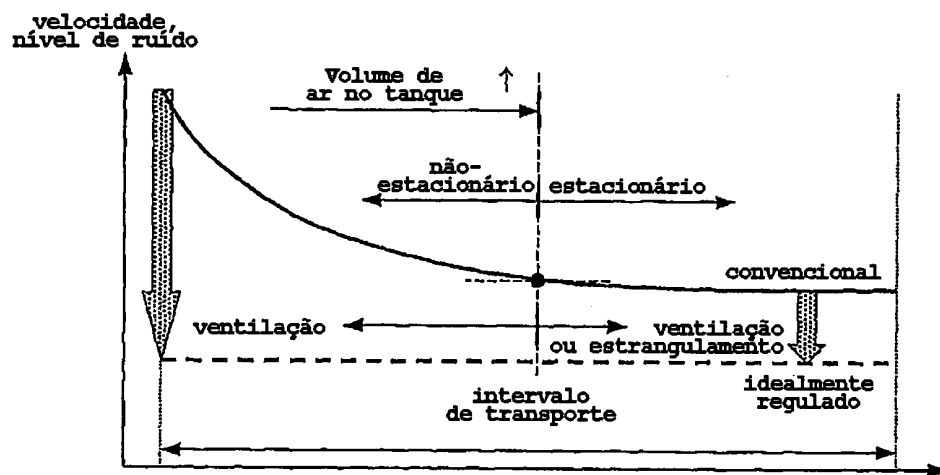 velocidade,
nível de ruído
Volume de
ar no tanque
↑
não-
estacionário
estacionário
convencional
ventilação
ventilação
ou estrangulamento
idealmente
regulado
intervalo
de transporte